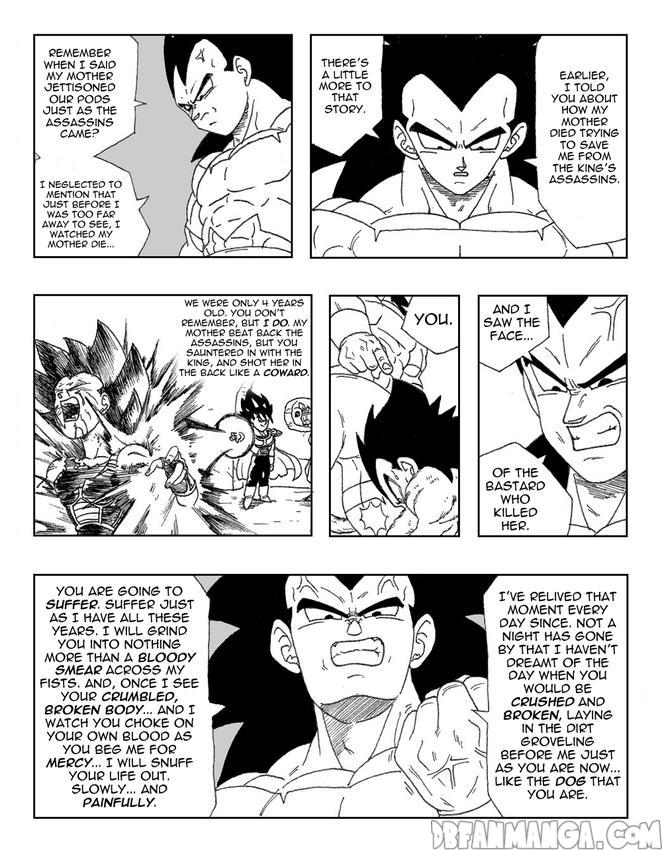 EARLIER,
I TOLD
YOU ABOUT
HOW MY
MOTHER
DIED TRYING
TO SAVE
ME FROM
THE KING'S
ASSASSINS.
THERE'S
A LITTLE
MORE TO
THAT
STORY.
REMEMBER
WHEN I SAID
MY MOTHER
JETTISONED
OUR PODS
JUST AS THE
ASSASSINS
CAME?
I NEGLECTED TO
MENTION THAT
JUST BEFORE I
WAS TOO FAR
AWAY TO SEE, I
WATCHED MY
MOTHER DIE...
AND I
SAW THE
FACE...
OF THE
BASTARD
WHO
KILLED
HER.
YOU.
WE WERE ONLY 4 YEARS
OLD. YOU DON'T
REMEMBER, BUT I DO. MY
MOTHER BEAT BACK THE
ASSASSINS, BUT YOU
SAUNTERED IN WITH THE
KING, AND SHOT HER IN
THE BACK LIKE A COWARD.
I'VE RELIVED THAT
MOMENT EVERY
DAY SINCE. NOT A
NIGHT HAS GONE
BY THAT I HAVEN'T
DREAMT OF THE
DAY WHEN YOU
WOULD BE
CRUSHED AND
BROKEN, LAYING
IN THE DIRT
GROVELING
BEFORE ME JUST
AS YOU ARE NOW...
LIKE THE DOG THAT
YOU ARE.
YOU ARE GOING TO
SUFFER. SUFFER JUST
AS I HAVE ALL THESE
YEARS. I WILL GRIND
YOU INTO NOTHING
MORE THAN A BLOODY
SMEAR ACROSS MY
FISTS. AND, ONCE I SEE
YOUR CRUMBLED,
BROKEN BODY... AND I
WATCH YOU CHOKE ON
YOUR OWN BLOOD AS
YOU BEG ME FOR
MERCY... I WILL SNUFF
YOUR LIFE OUT.
SLOWLY... AND
PAINFULLY.
DBFANMANGA.COM